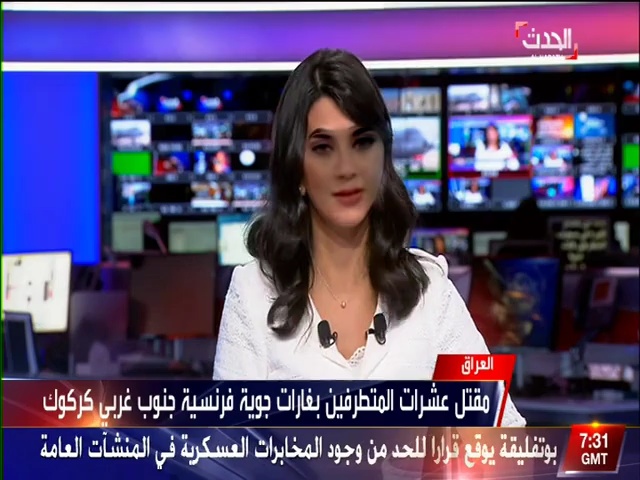 الحدث
العراق
مقتل عشرات المتطرفين بغارات جوية فرنسية جنوب غربي كركوك
بوتفليقة يوقع قرارا للحد من وجود المخابرات العسكرية في المنشآت العامة
7:31
GMT